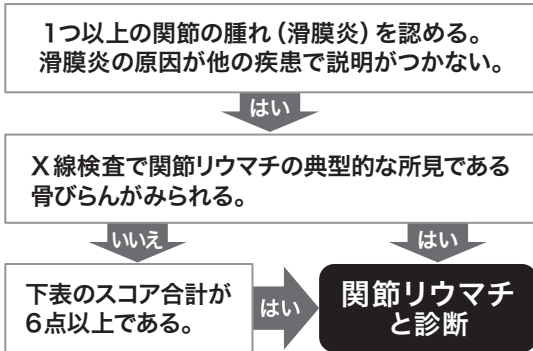 1つ以上の関節の腫れ(滑膜炎)を認める。
滑膜炎の原因が他の疾患で説明がつかない。
はい
X線検査で関節リウマチの典型的な所見である
骨びらんがみられる。
いいえ
はい
下表のスコア合計が
6点以上である。
はい
関節リウマチ
と診断